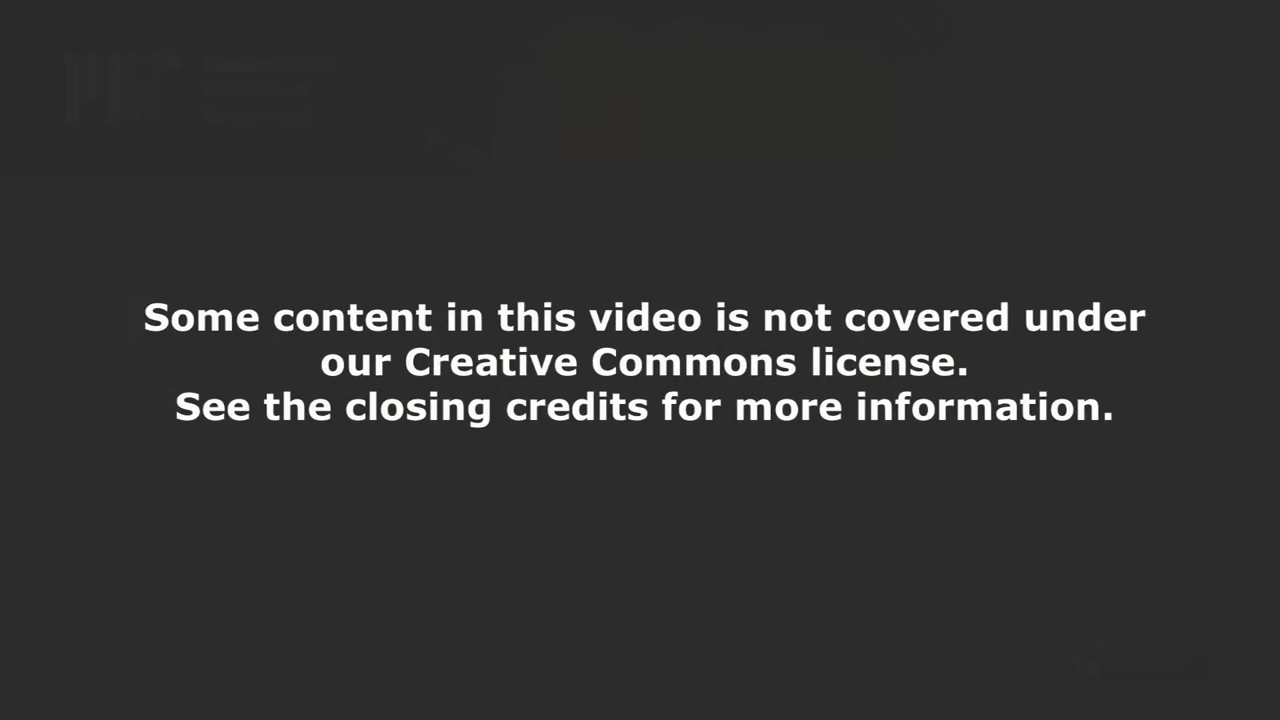 Some content in this video is not covered under
our Creative Commons license.
See the closing credits for more information.